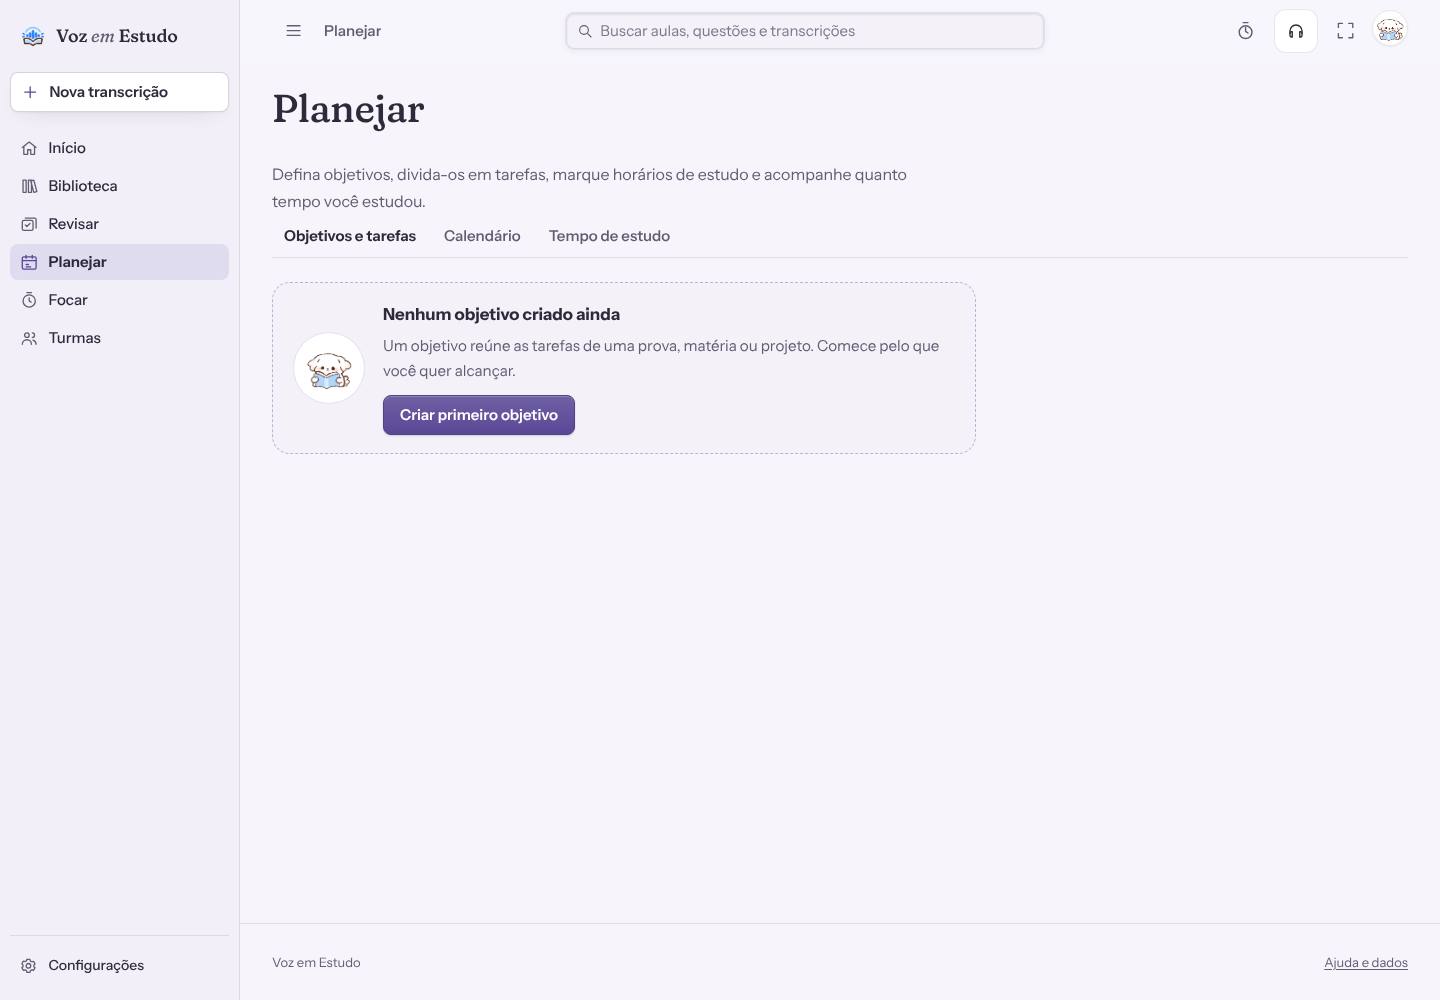 Voz em Estudo
Nova transcrição
Início
Biblioteca
Revisar
Planejar
Focar
Turmas
Configurações
Planejar
Buscar aulas, questões e transcrições
Planejar
Defina objetivos, divida-os em tarefas, marque horários de estudo e acompanhe quanto
tempo você estudou.
Objetivos e tarefas
Calendário
Tempo de estudo
Nenhum objetivo criado ainda
Um objetivo reúne as tarefas de uma prova, matéria ou projeto. Comece pelo que
você quer alcançar.
Criar primeiro objetivo
Voz em Estudo
Ajuda e dados